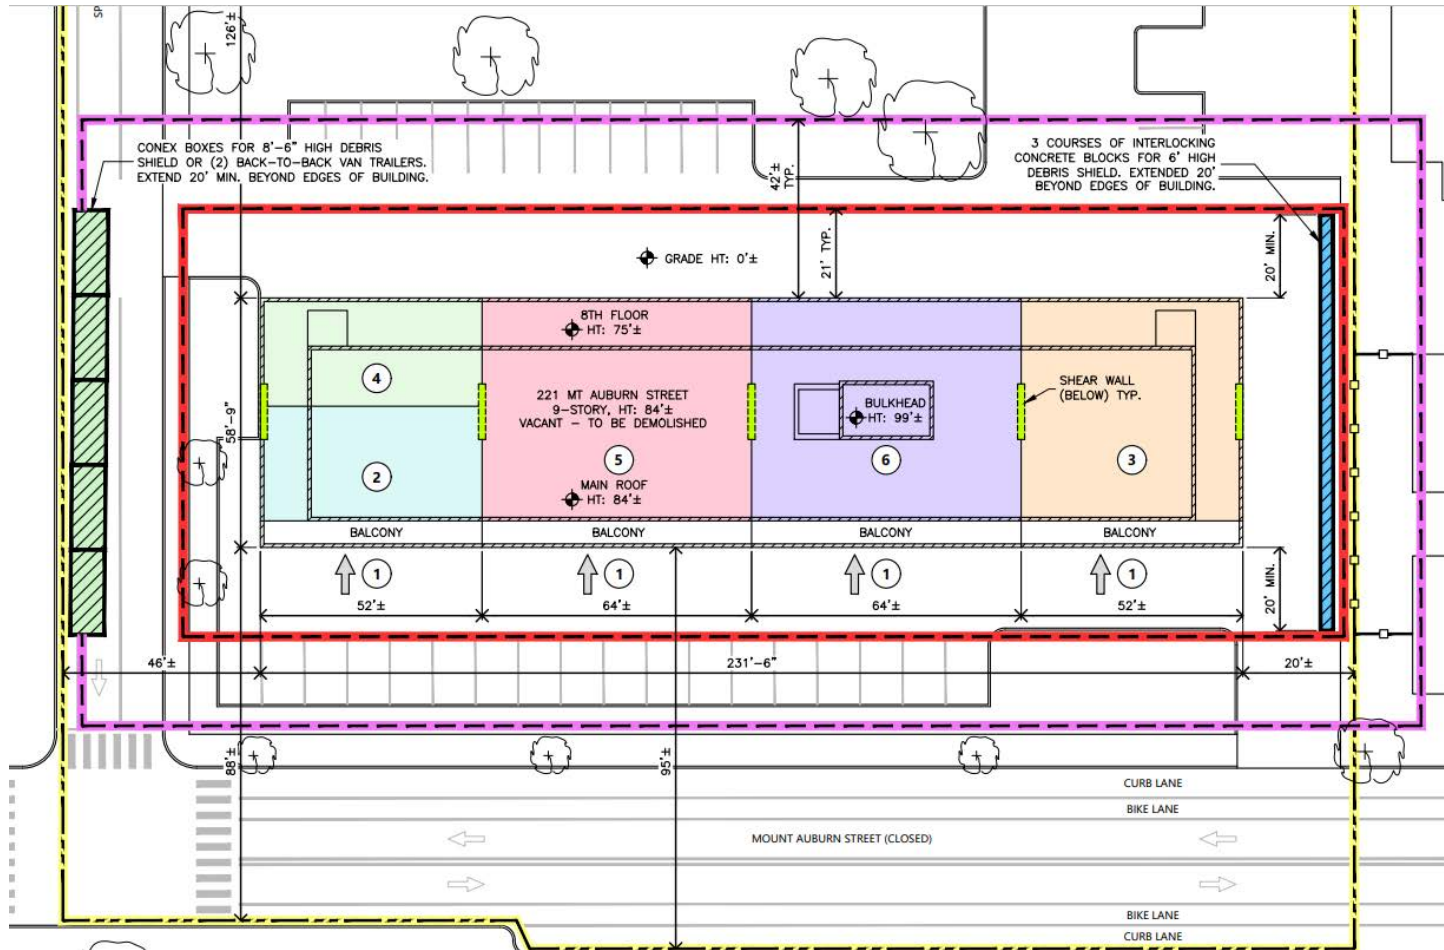 SP
126'±
CONEX BOXES FOR 8'-6" HIGH DEBRIS
SHIELD OR (2) BACK-TO-BACK VAN TRAILERS.
EXTEND 20' MIN. BEYOND EDGES OF BUILDING.
42'±
TYP.
3 COURSES OF INTERLOCKING
CONCRETE BLOCKS FOR 6' HIGH
DEBRIS SHIELD. EXTENDED 20'
BEYOND EDGES OF BUILDING.
GRADE HT: 0'±
21' TYP.
20' MIN.
8TH FLOOR
HT: 75'±
4
221 MT AUBURN STREET
9-STORY, HT: 84'±
VACANT - TO BE DEMOLISHED
BULKHEAD
HT: 99'±
SHEAR WALL
(BELOW) TYP.
58'-9"
2
5
6
3
MAIN ROOF
HT: 84'±
BALCONY
BALCONY
BALCONY
BALCONY
1
1
1
1
52'±
64'±
64'±
52'±
20' MIN.
46'±
231'-6"
20'±
88'±
95'±
CURB LANE
BIKE LANE
MOUNT AUBURN STREET (CLOSED)
BIKE LANE
CURB LANE